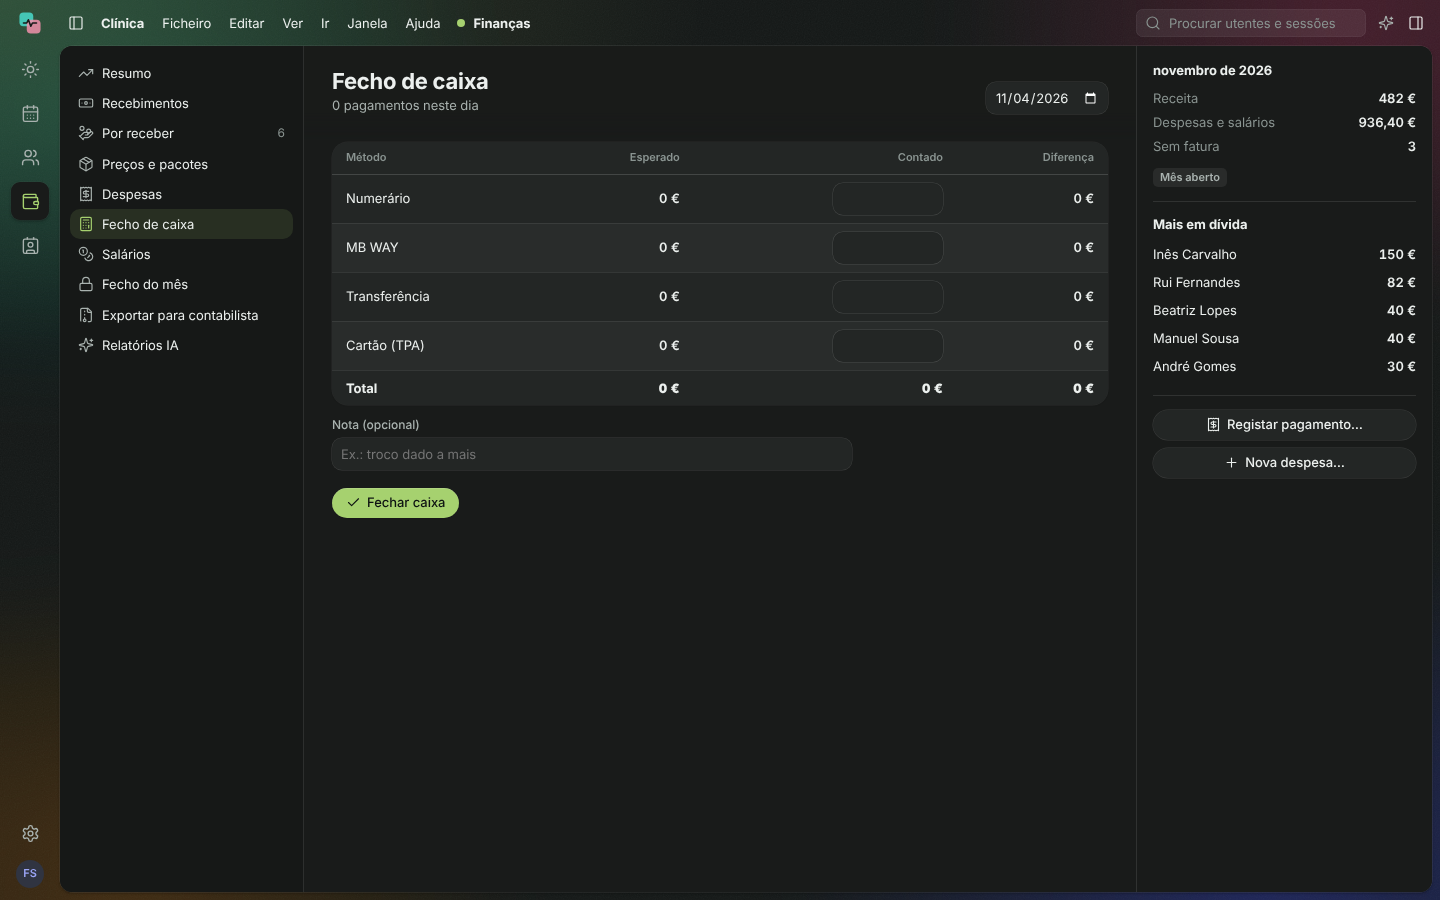 Clínica Ficheiro Editar Ver Ir Janela Ajuda Finanças
Procurar utentes e sessões
Resumo
Recebimentos
Por receber 6
Preços e pacotes
Despesas
Fecho de caixa
Salários
Fecho do mês
Exportar para contabilista
Relatórios IA
FS
Fecho de caixa
0 pagamentos neste dia
11/04/2026
Método Esperado Contado Diferença
Numerário 0 € 0 €
MB WAY 0 € 0 €
Transferência 0 € 0 €
Cartão (TPA) 0 € 0 €
Total 0 € 0 € 0 €
Nota (opcional)
Ex.: troco dado a mais
Fechar caixa
novembro de 2026
Receita 482 €
Despesas e salários 936,40 €
Sem fatura 3
Mês aberto
Mais em dívida
Inês Carvalho 150 €
Rui Fernandes 82 €
Beatriz Lopes 40 €
Manuel Sousa 40 €
André Gomes 30 €
Registar pagamento...
Nova despesa...